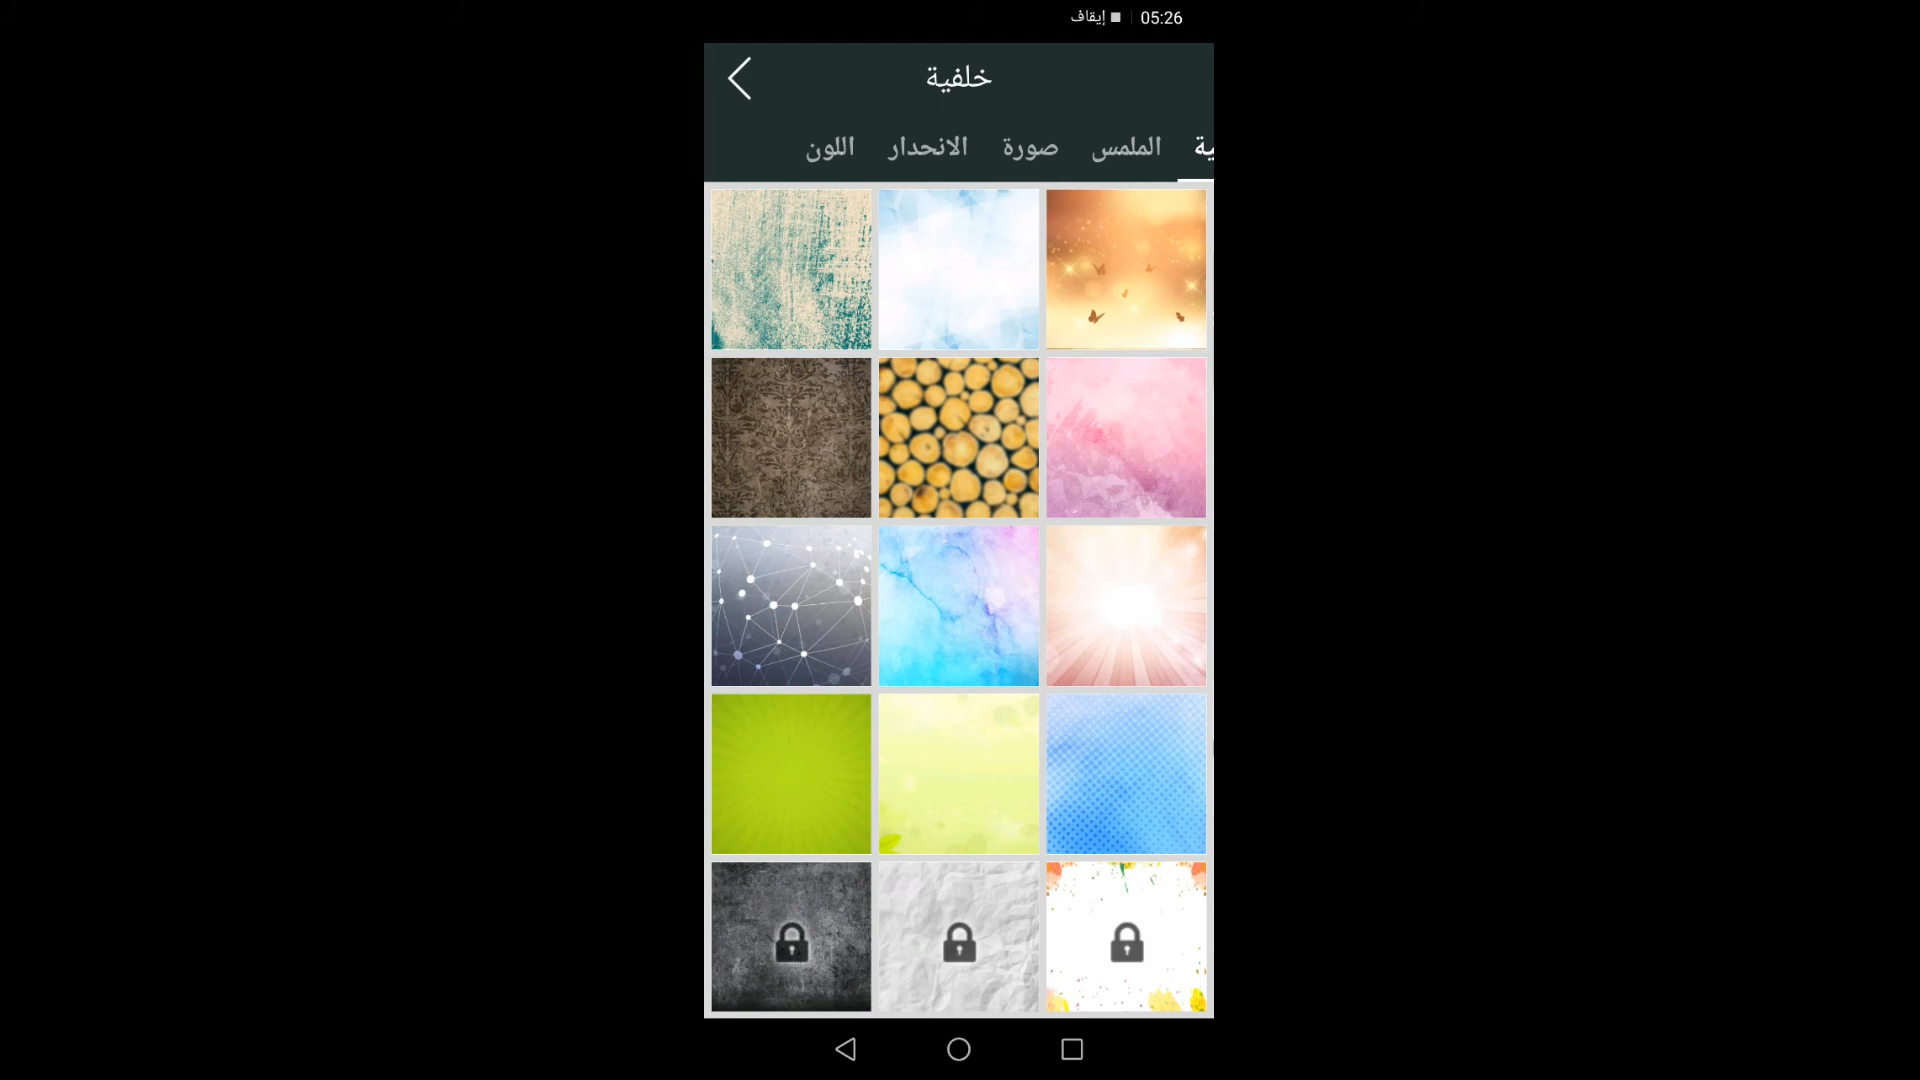 05:26 إيقاف
خلفية
الملمس صورة الانحدار اللون